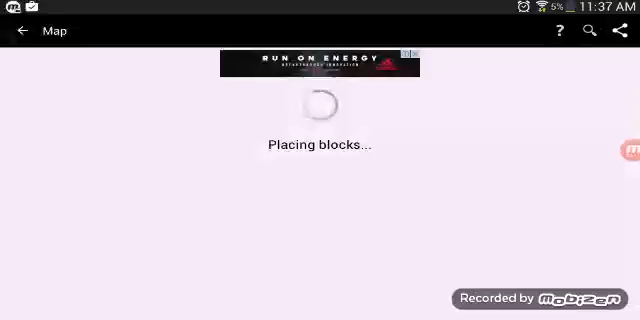 5% 11:37 AM
Map
RUN ON ENERGY
Placing blocks...
Recorded by mobizen